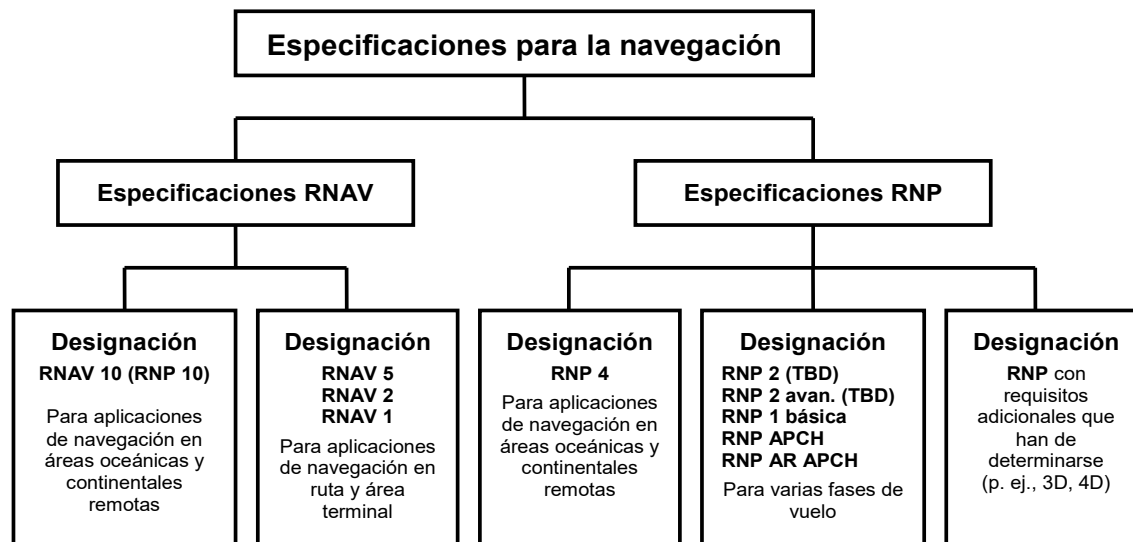 Especificaciones para la navegación
Especificaciones RNAV
Especificaciones RNP
Designación
RNAV 10 (RNP 10)
Para aplicaciones
de navegación en
áreas oceánicas y
continentales
remotas
Designación
RNAV 5
RNAV 2
RNAV 1
Para aplicaciones
de navegación en
ruta y área
terminal
Designación
RNP 4
Para aplicaciones
de navegación en
áreas oceánicas y
continentales
remotas
Designación
RNP 2 (TBD)
RNP 2 avan. (TBD)
RNP 1 básica
RNP APCH
RNP AR APCH
Para varias fases de
vuelo
Designación
RNP con
requisitos
adicionales que
han de
determinarse
(p. ej., 3D, 4D)